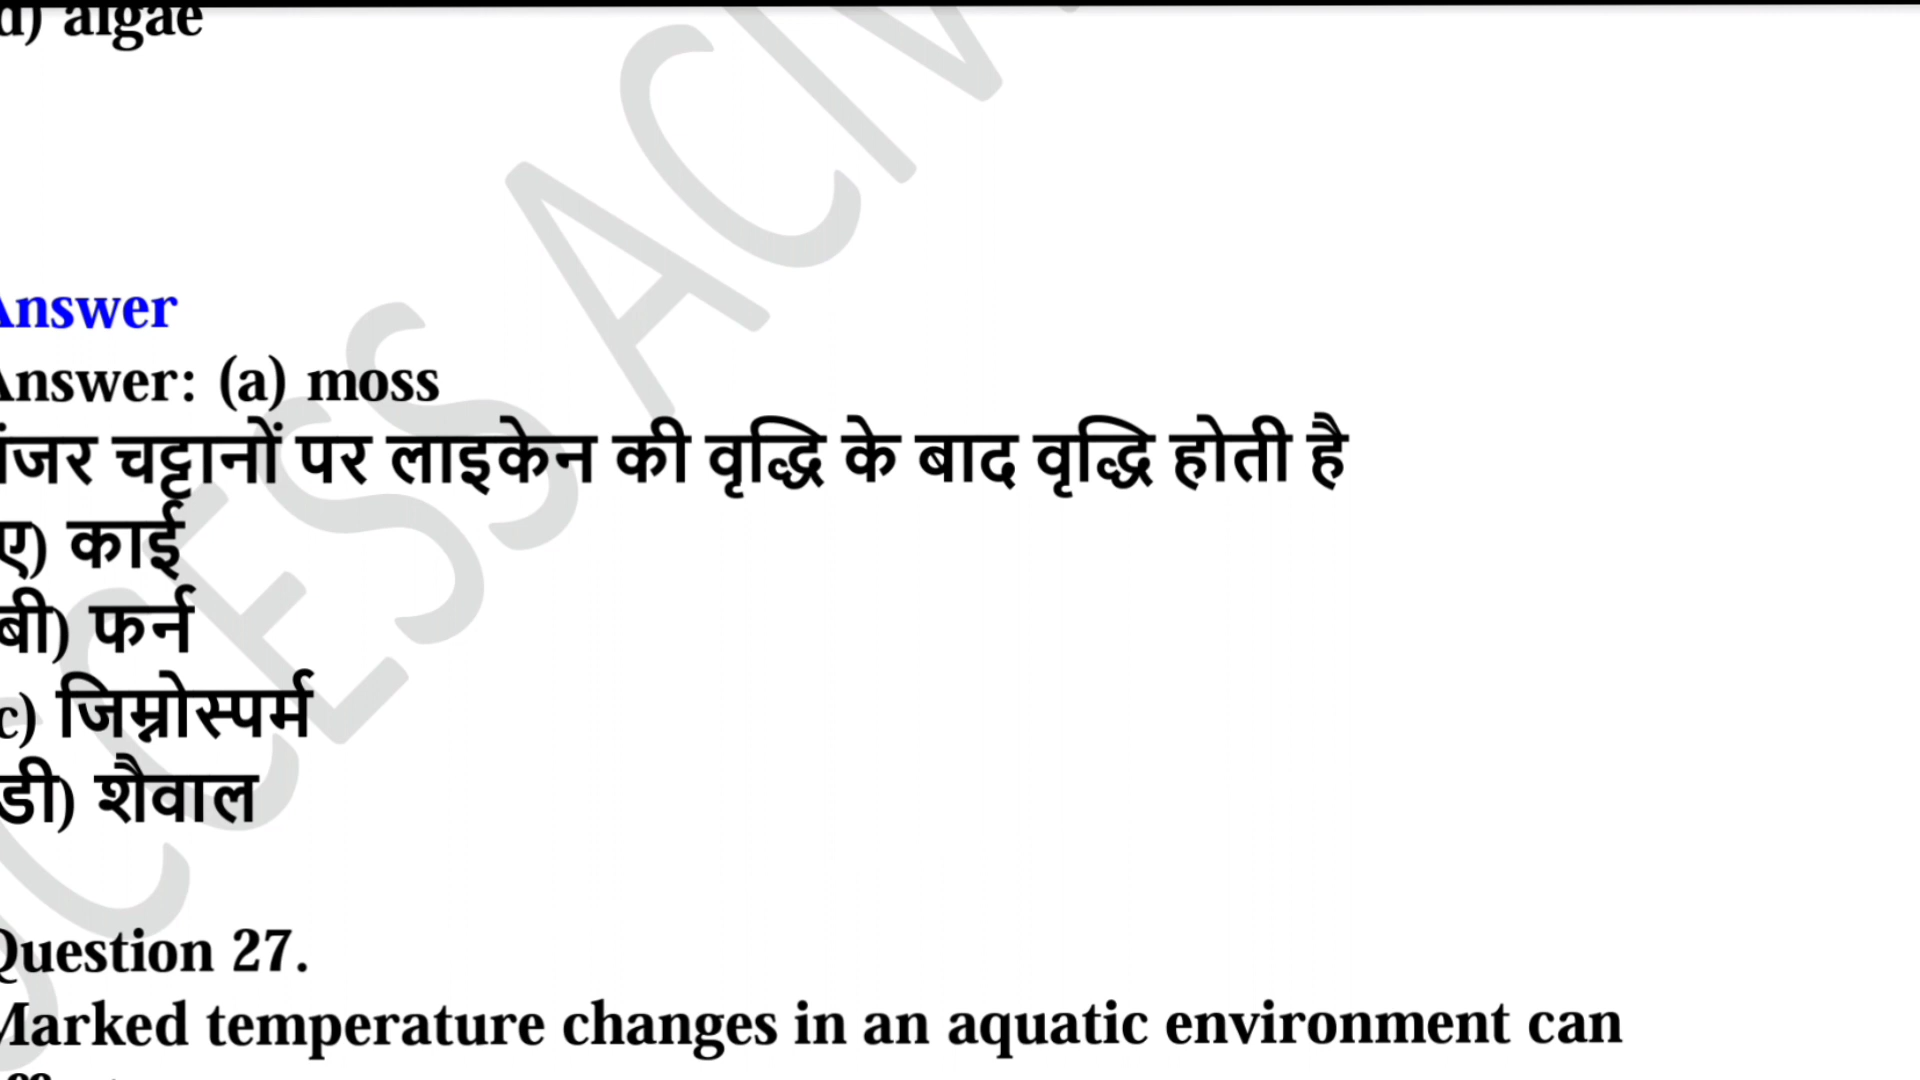 d) algae
Answer
Answer: (a) moss
बंजर चट्टानों पर लाइकेन की वृद्धि के बाद वृद्धि होती है
ए) काई
बी) फर्न
c) जिम्नोस्पर्म
डी) शैवाल
Question 27.
Marked temperature changes in an aquatic environment can